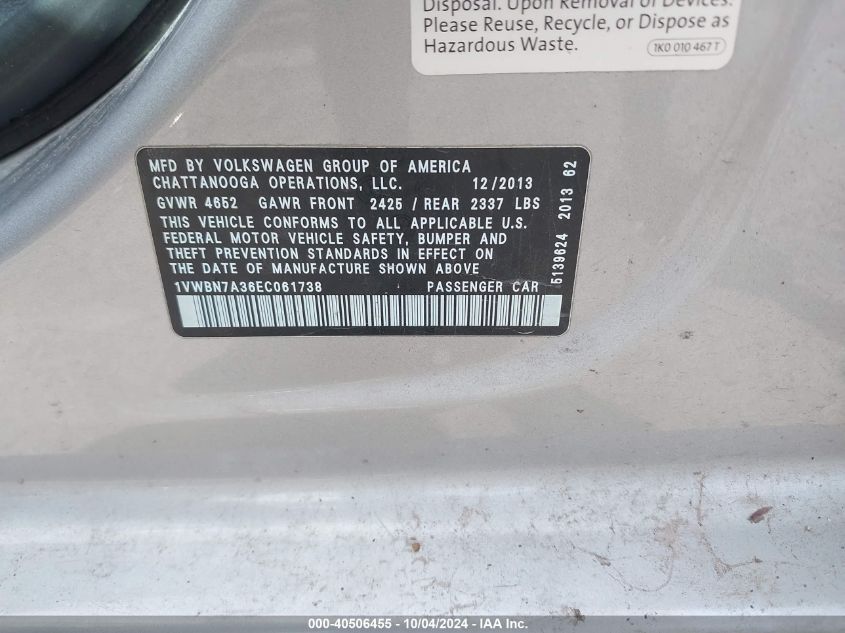 Disposal. Upon Removal of Devices.
Please Reuse, Recycle, or Dispose as
Hazardous Waste.
1K0 010 467 T
MFD BY VOLKSWAGEN GROUP OF AMERICA
CHATTANOOGA OPERATIONS, LLC. 12/2013
GVWR 4652 GAWR FRONT 2425 / REAR 2337 LBS
THIS VEHICLE CONFORMS TO ALL APPLICABLE U.S.
FEDERAL MOTOR VEHICLE SAFETY, BUMPER AND
THEFT PREVENTION STANDARDS IN EFFECT ON
THE DATE OF MANUFACTURE SHOWN ABOVE
1VWBN7A36EC061738 PASSENGER CAR
5139624 2013 62
000-40506455 - 10/04/2024 - IAA Inc.